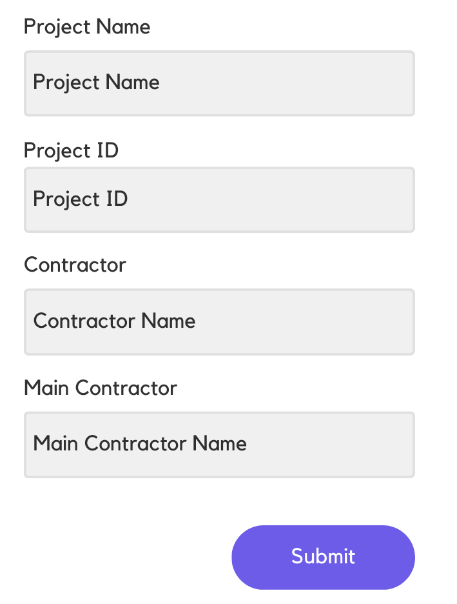 Project Name
Project Name
Project ID
Project ID
Contractor
Contractor Name
Main Contractor
Main Contractor Name
Submit